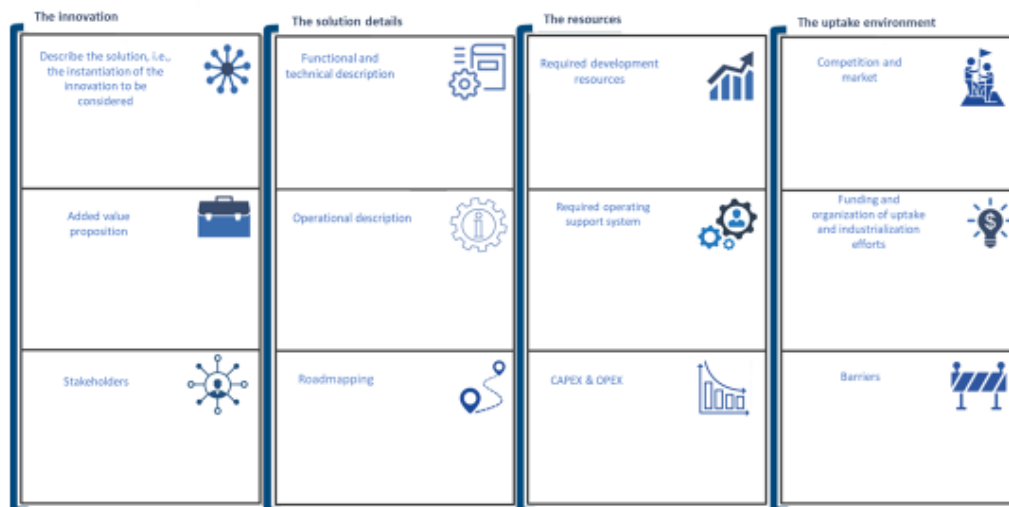 The innovation
Describe the solution, i.e.,
the instantiation of the
innovation to be
considered
Added value
proposition
Stakeholders
The solution details
Functional and
technical description
Operational description
Roadmapping
The resources
Required development
resources
Required operating
support system
CAPEX & OPEX
The uptake environment
Competition and
market
Funding and
organization of uptake
and industrialization
efforts
Barriers